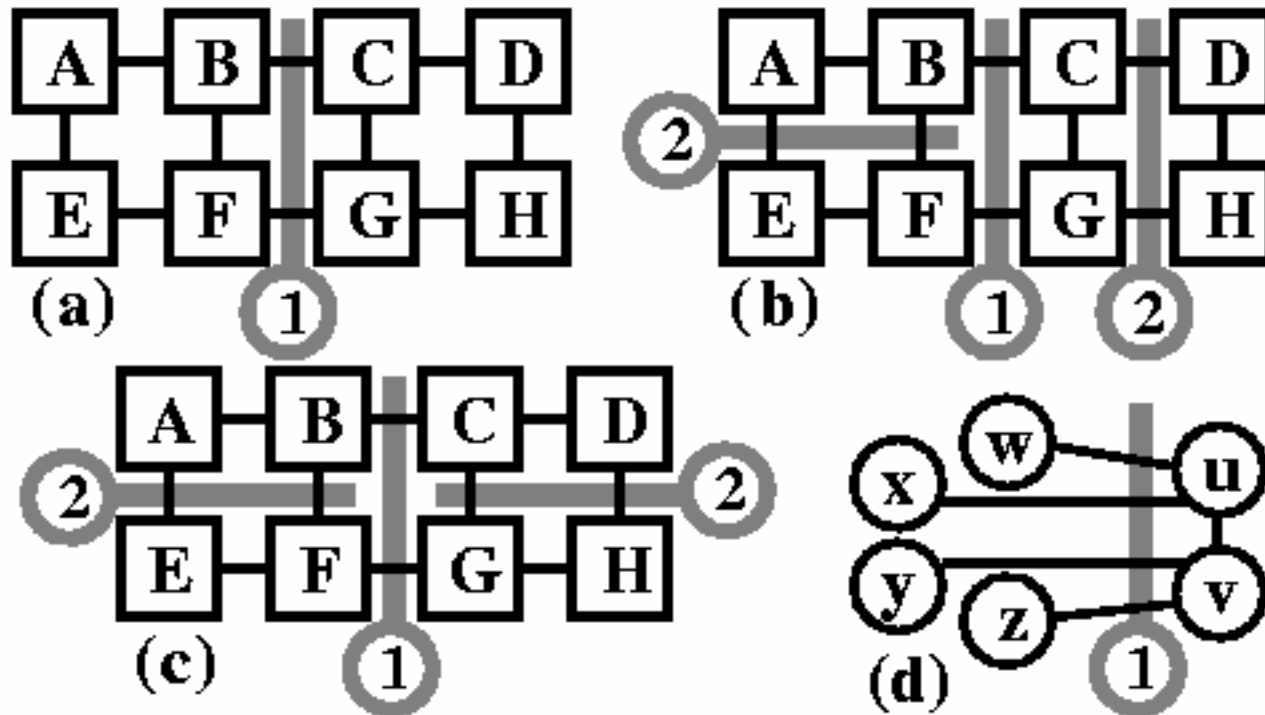 A B C D
E F G H
(a) 1
A B C D
2
E F G H
(b) 1 2
A B C D
2 2
E F G H
(c) 1
w u
x
y v
z
(d) 1